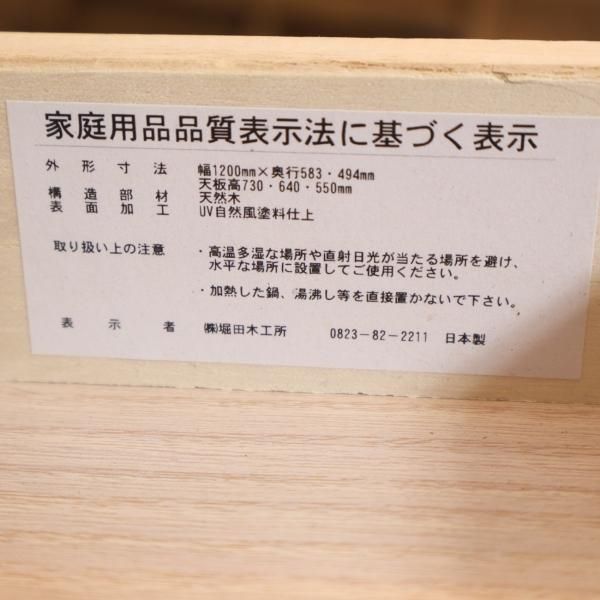 家庭用品品質表示法に基づく表示
外形寸法 幅1200mm×奥行583・494mm
天板高730・640・550mm
構造部材 天然木
表面加工 UV自然風塗料仕上
取り扱い上の注意 ・高温多湿な場所や直射日光が当たる場所を避け、
水平な場所に設置してご使用ください。
・加熱した鍋、湯沸し等を直接置かないで下さい。
表示者 ㈱堀田木工所 0823－82－2211 日本製